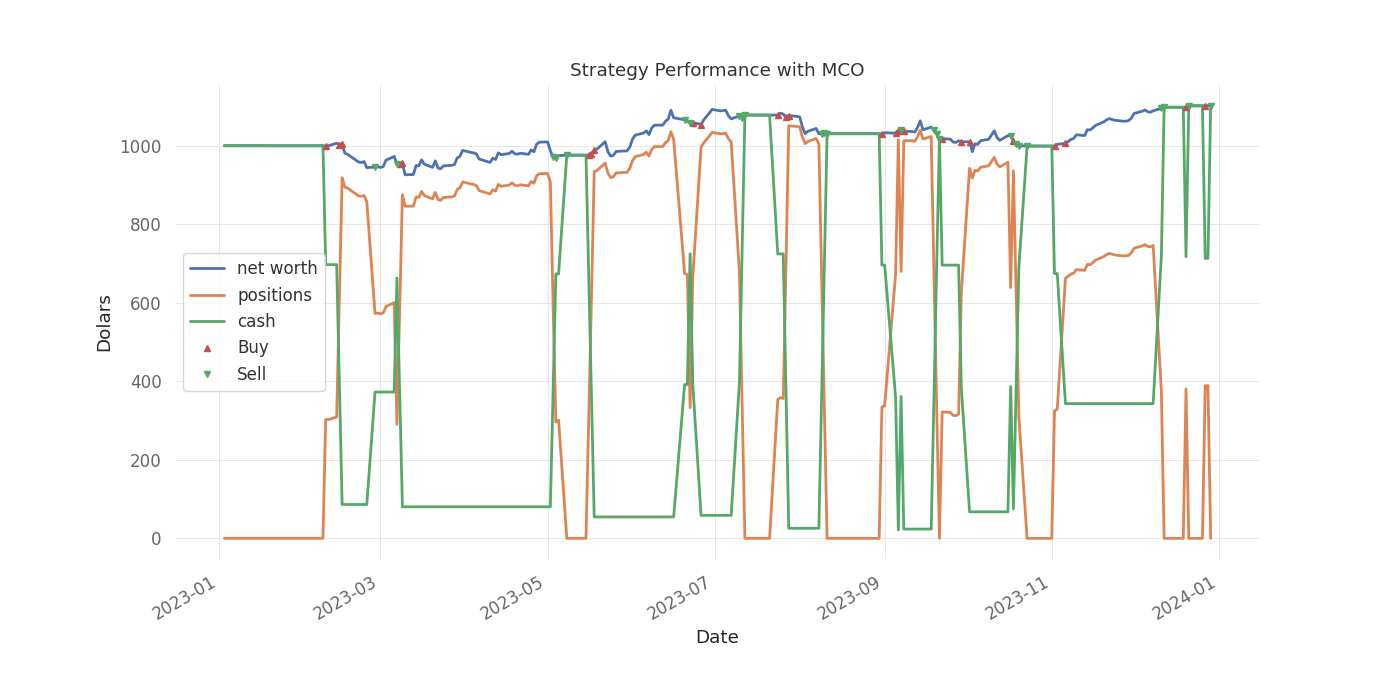 Strategy Performance with MCO
Dolars
1000
800
600
400
200
0
net worth
positions
cash
Buy
Sell
2023-01
2023-03
2023-05
2023-07
2023-09
2023-11
2024-01
Date